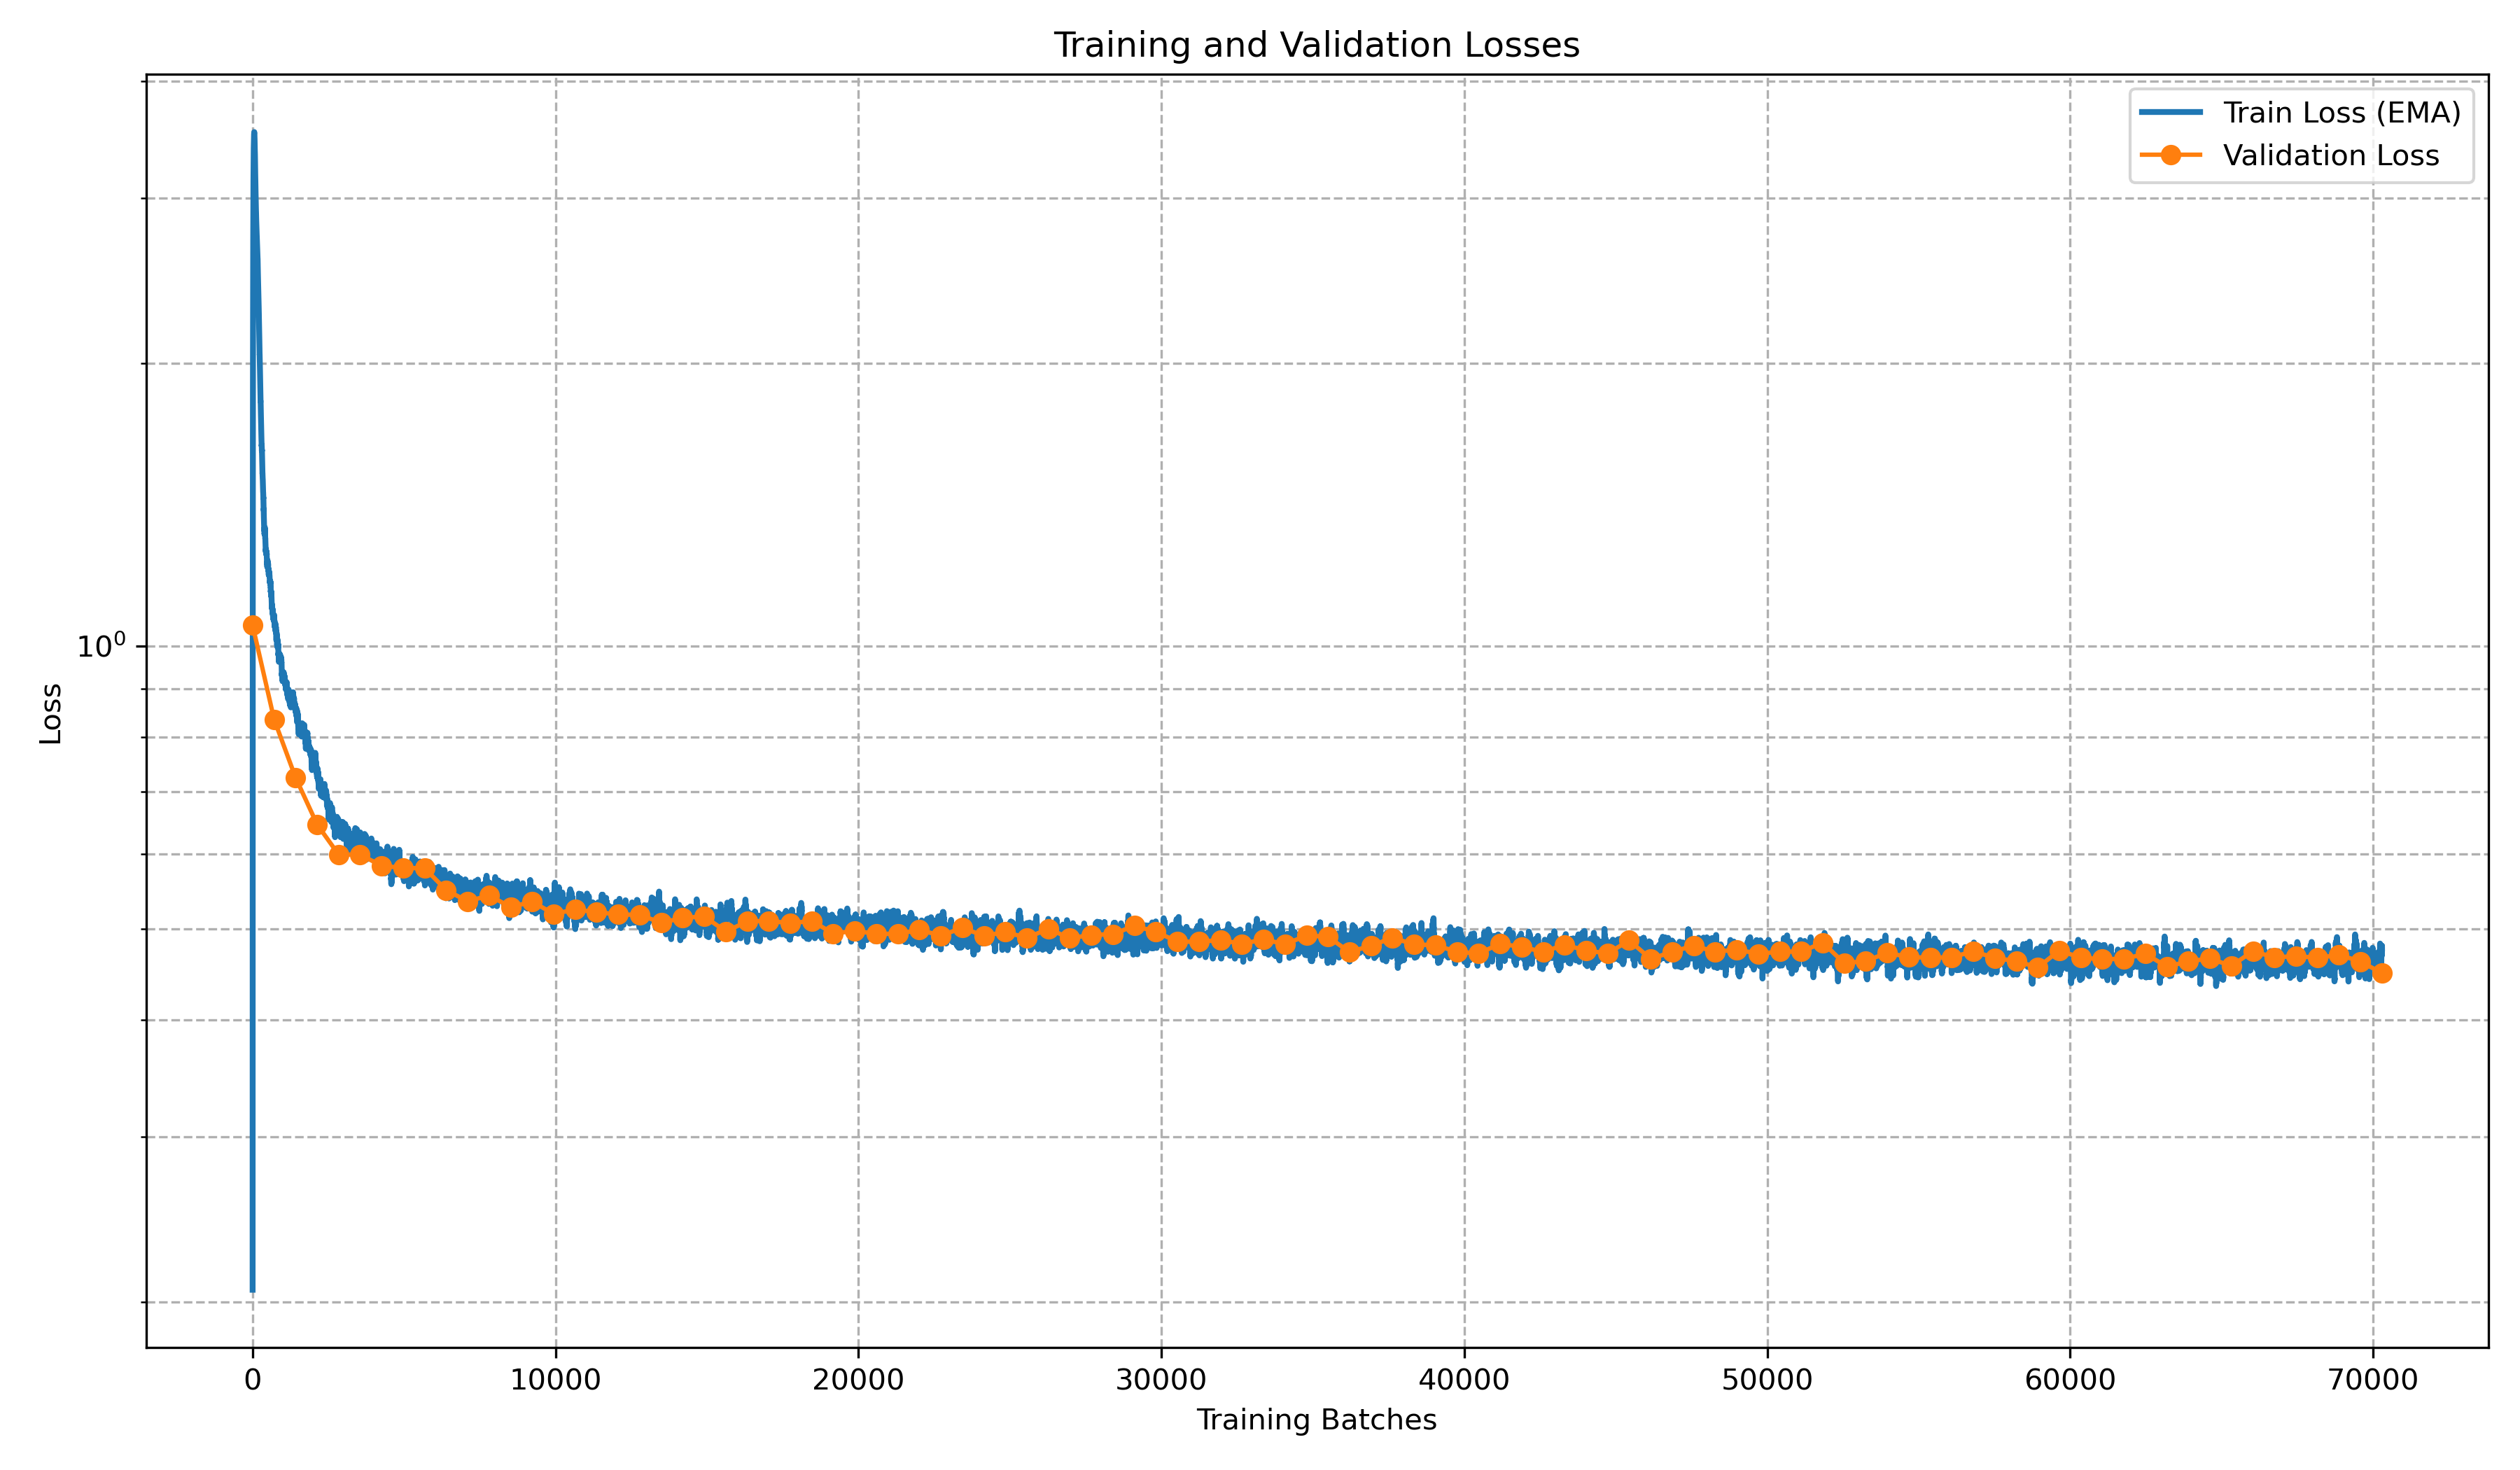 Training and Validation Losses
Train Loss (EMA)
Validation Loss
10⁰
Loss
0 10000 20000 30000 40000 50000 60000 70000
Training Batches